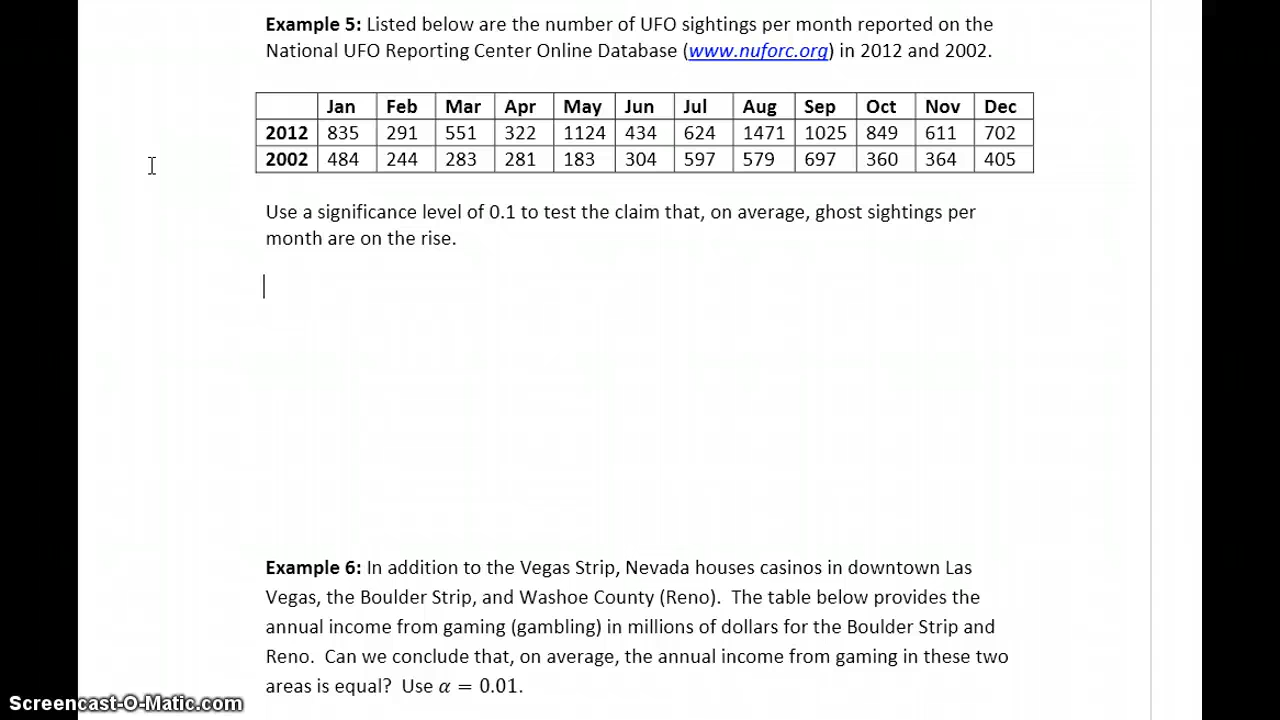 Example 5: Listed below are the number of UFO sightings per month reported on the
National UFO Reporting Center Online Database (www.nuforc.org) in 2012 and 2002.
Jan Feb Mar Apr May Jun Jul Aug Sep Oct Nov Dec
2012 835 291 551 322 1124 434 624 1471 1025 849 611 702
2002 484 244 283 281 183 304 597 579 697 360 364 405
Use a significance level of 0.1 to test the claim that, on average, ghost sightings per
month are on the rise.
Example 6: In addition to the Vegas Strip, Nevada houses casinos in downtown Las
Vegas, the Boulder Strip, and Washoe County (Reno). The table below provides the
annual income from gaming (gambling) in millions of dollars for the Boulder Strip and
Reno. Can we conclude that, on average, the annual income from gaming in these two
areas is equal? Use α = 0.01.
Screencast-O-Matic.com